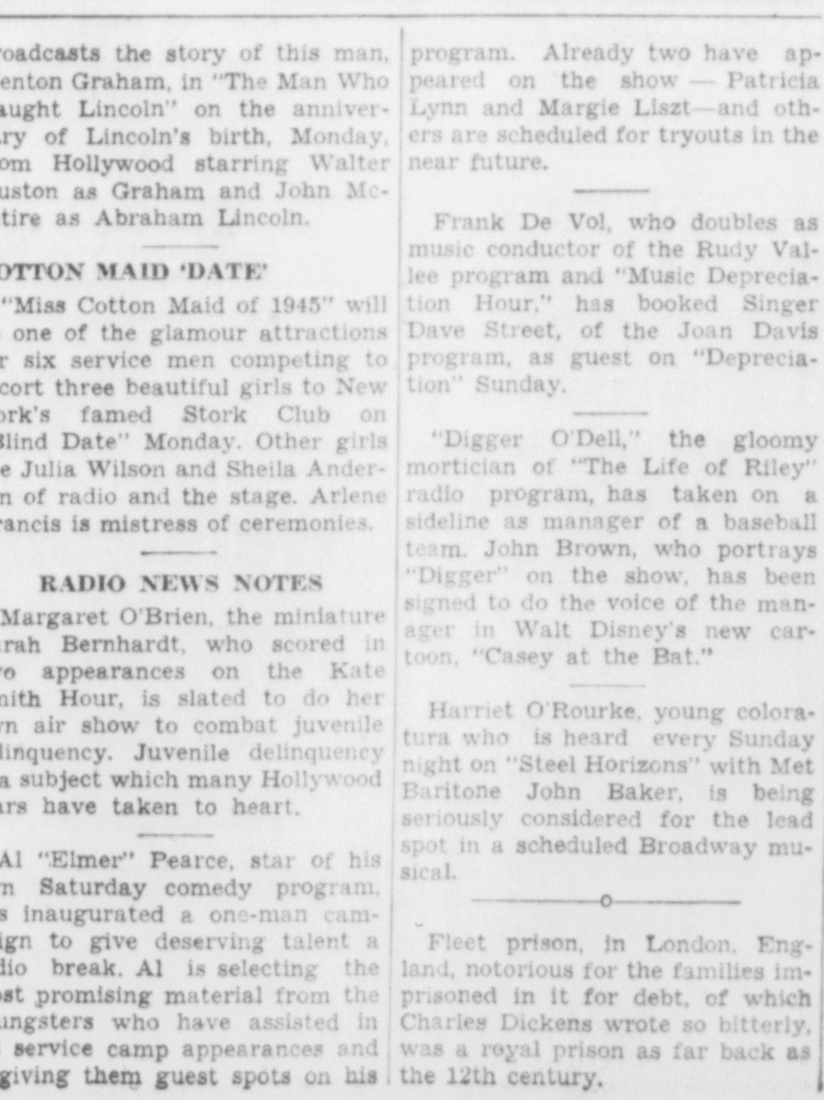 roadcasts the story of this man,
enton Graham, in "The Man Who
aught Lincoln" on the anniver-
ry of Lincoln's birth, Monday,
om Hollywood starring Walter
uston as Graham and John Mc-
tire as Abraham Lincoln.
OTTON MAID 'DATE'
"Miss Cotton Maid of 1945" will
one of the glamour attractions
r six service men competing to
cort three beautiful girls to New
ork's famed Stork Club on
Blind Date" Monday. Other girls
e Julia Wilson and Sheila Ander-
n of radio and the stage. Arlene
rancis is mistress of ceremonies.
RADIO NEWS NOTES
Margaret O'Brien, the miniature
rah Bernhardt, who scored in
o appearances on the Kate
mith Hour, is slated to do her
n air show to combat juvenile
linquency. Juvenile delinquency
a subject which many Hollywood
ars have taken to heart.
Al "Elmer" Pearce, star of his
n Saturday comedy program,
s inaugurated a one-man cam-
ign to give deserving talent a
dio break. Al is selecting the
ost promising material from the
ungsters who have assisted in
service camp appearances and
giving them guest spots on his
program. Already two have ap-
peared on the show — Patricia
Lynn and Margie Liszt—and oth-
ers are scheduled for tryouts in the
near future.
Frank De Vol, who doubles as
music conductor of the Rudy Val-
lee program and "Music Deprecia-
tion Hour," has booked Singer
Dave Street, of the Joan Davis
program, as guest on "Deprecia-
tion" Sunday.
"Digger O'Dell," the gloomy
mortician of "The Life of Riley"
radio program, has taken on a
sideline as manager of a baseball
team. John Brown, who portrays
"Digger" on the show, has been
signed to do the voice of the man-
ager in Walt Disney's new car-
toon, "Casey at the Bat."
Harriet O'Rourke, young colora-
tura who is heard every Sunday
night on "Steel Horizons" with Met
Baritone John Baker, is being
seriously considered for the lead
spot in a scheduled Broadway mu-
sical.
Fleet prison, in London, Eng-
land, notorious for the families im-
prisoned in it for debt, of which
Charles Dickens wrote so bitterly,
was a royal prison as far back as
the 12th century.